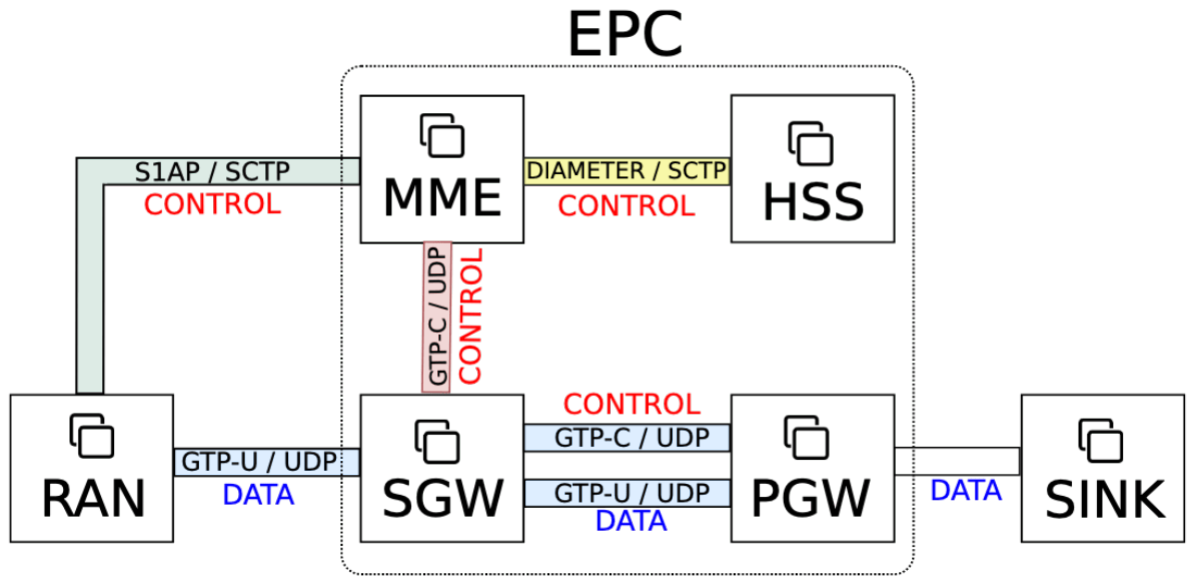 EPC
S1AP / SCTP
CONTROL
MME
DIAMETER / SCTP
CONTROL
HSS
GTP-C / UDP
CONTROL
RAN
GTP-U / UDP
DATA
SGW
CONTROL
GTP-C / UDP
GTP-U / UDP
DATA
PGW
DATA
SINK